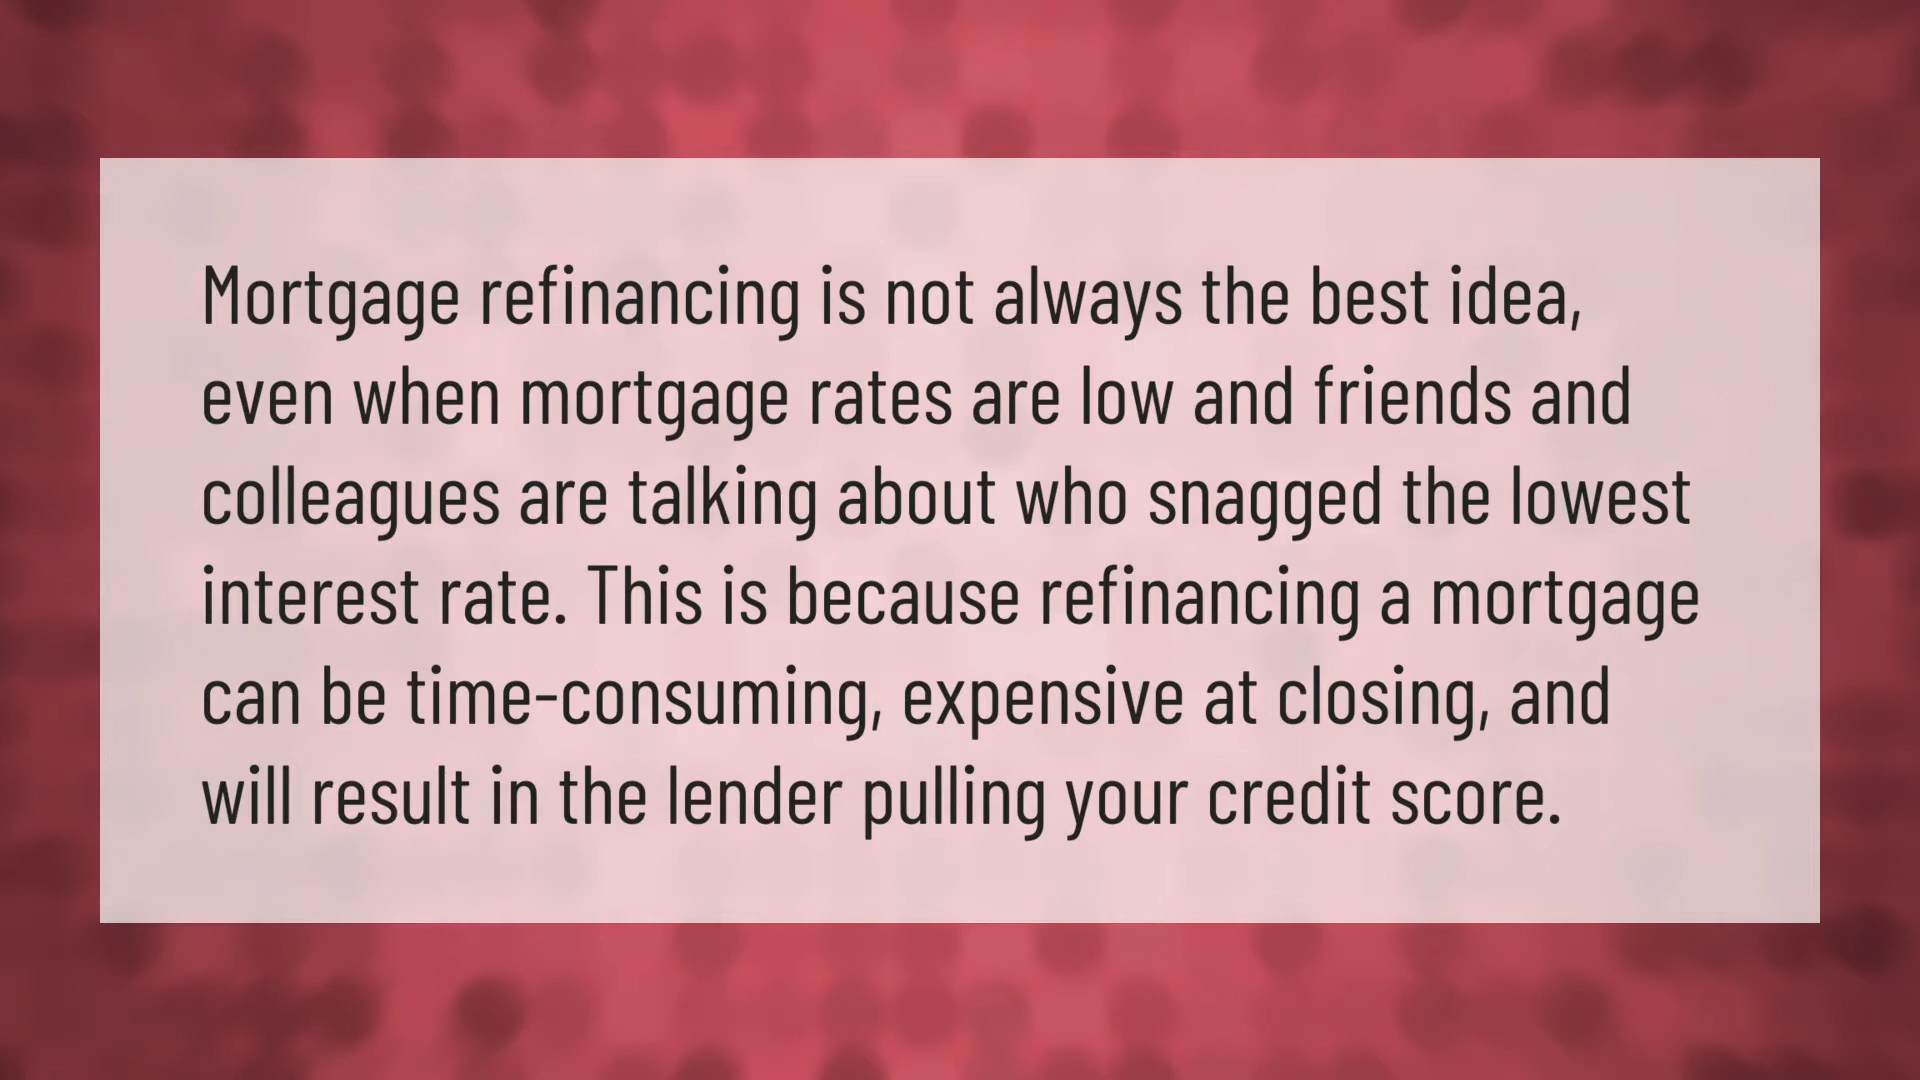 Mortgage refinancing is not always the best idea,
even when mortgage rates are low and friends and
colleagues are talking about who snagged the lowest
interest rate. This is because refinancing a mortgage
can be time-consuming, expensive at closing, and
will result in the lender pulling your credit score.